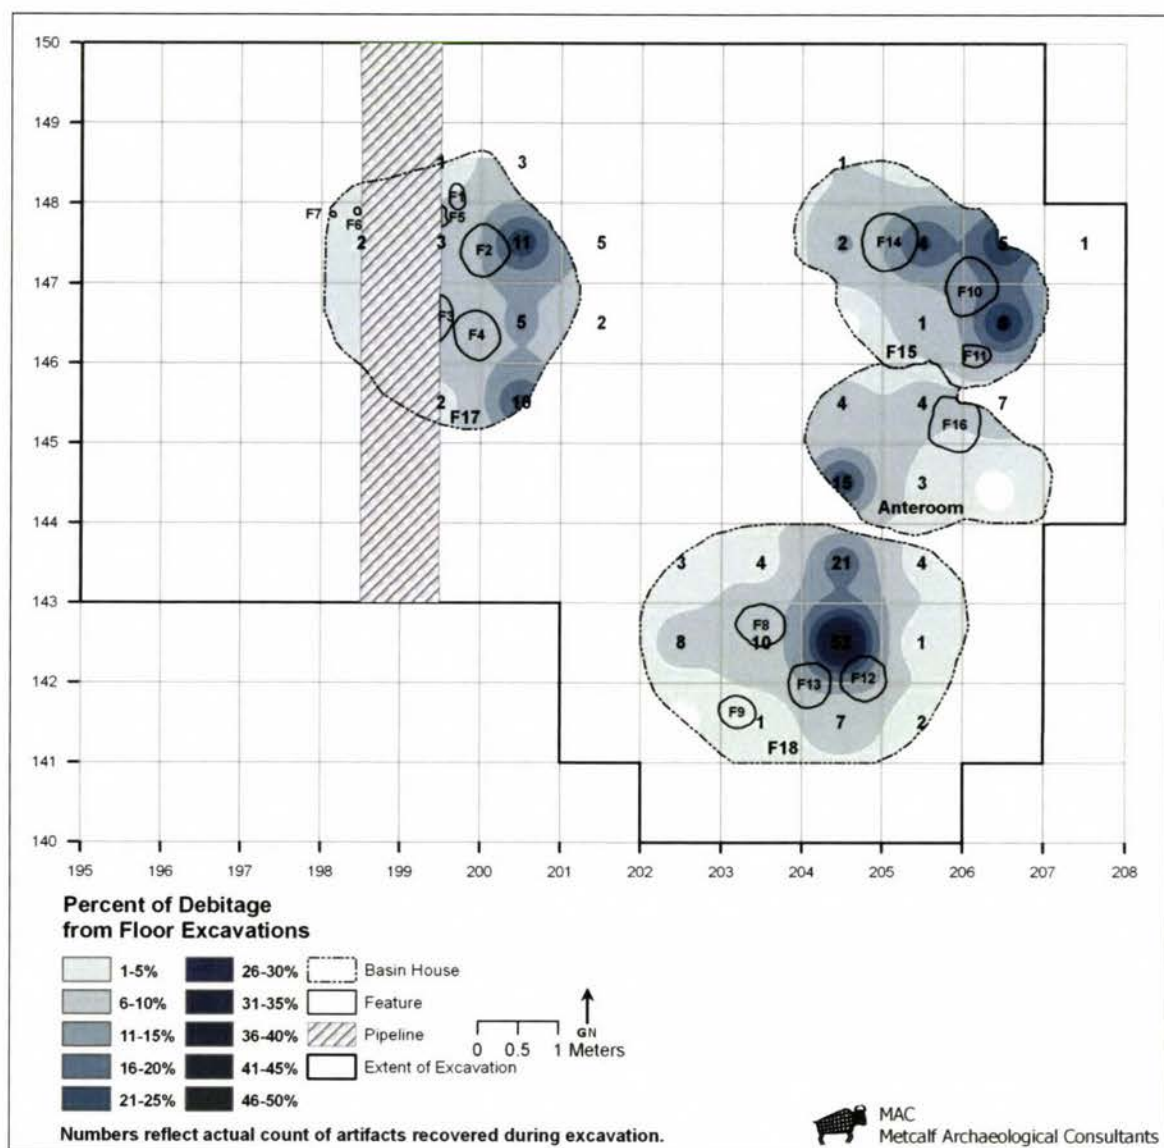 150
149
148
147
146
145
144
143
142
141
140
1 3 1
F1
F7 F6 F5
2 3 F2 11 5 2 F14 4 5 1
F10
F3 F4 5 2 1
F15 F11
2 F17 4 4 7
F16
15 3
Anteroom
3 4 21 4
F8
8 10 52 1
F13 F12
F9
1 7 2
F18
195 196 197 198 199 200 201 202 203 204 205 206 207 208
Percent of Debitage
from Floor Excavations
1-5% 26-30% Basin House
6-10% 31-35% Feature
11-15% 36-40% Pipeline
16-20% 41-45% Extent of Excavation
21-25% 46-50%
GN
0 0.5 1 Meters
Numbers reflect actual count of artifacts recovered during excavation.
MAC
Metcalf Archaeological Consultants